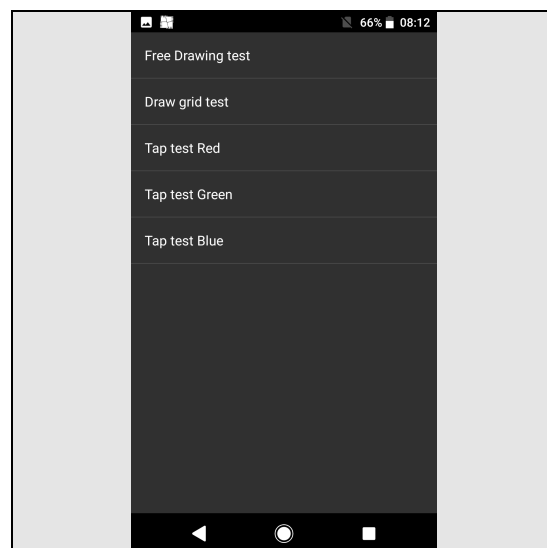 66% 08:12
Free Drawing test
Draw grid test
Tap test Red
Tap test Green
Tap test Blue